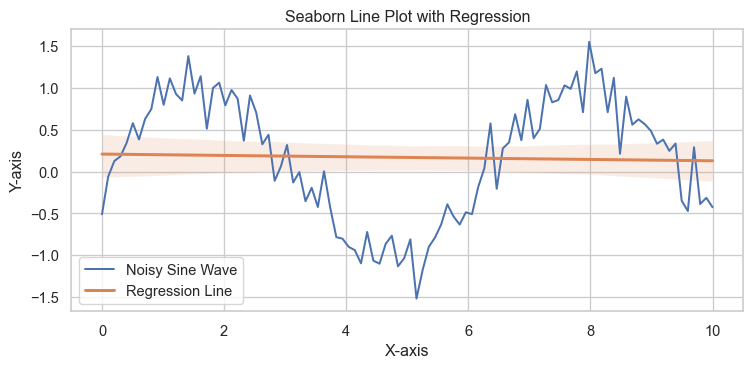 Seaborn Line Plot with Regression
Y-axis
1.5
1.0
0.5
0.0
−0.5
−1.0
−1.5
Noisy Sine Wave
Regression Line
0 2 4 6 8 10
X-axis